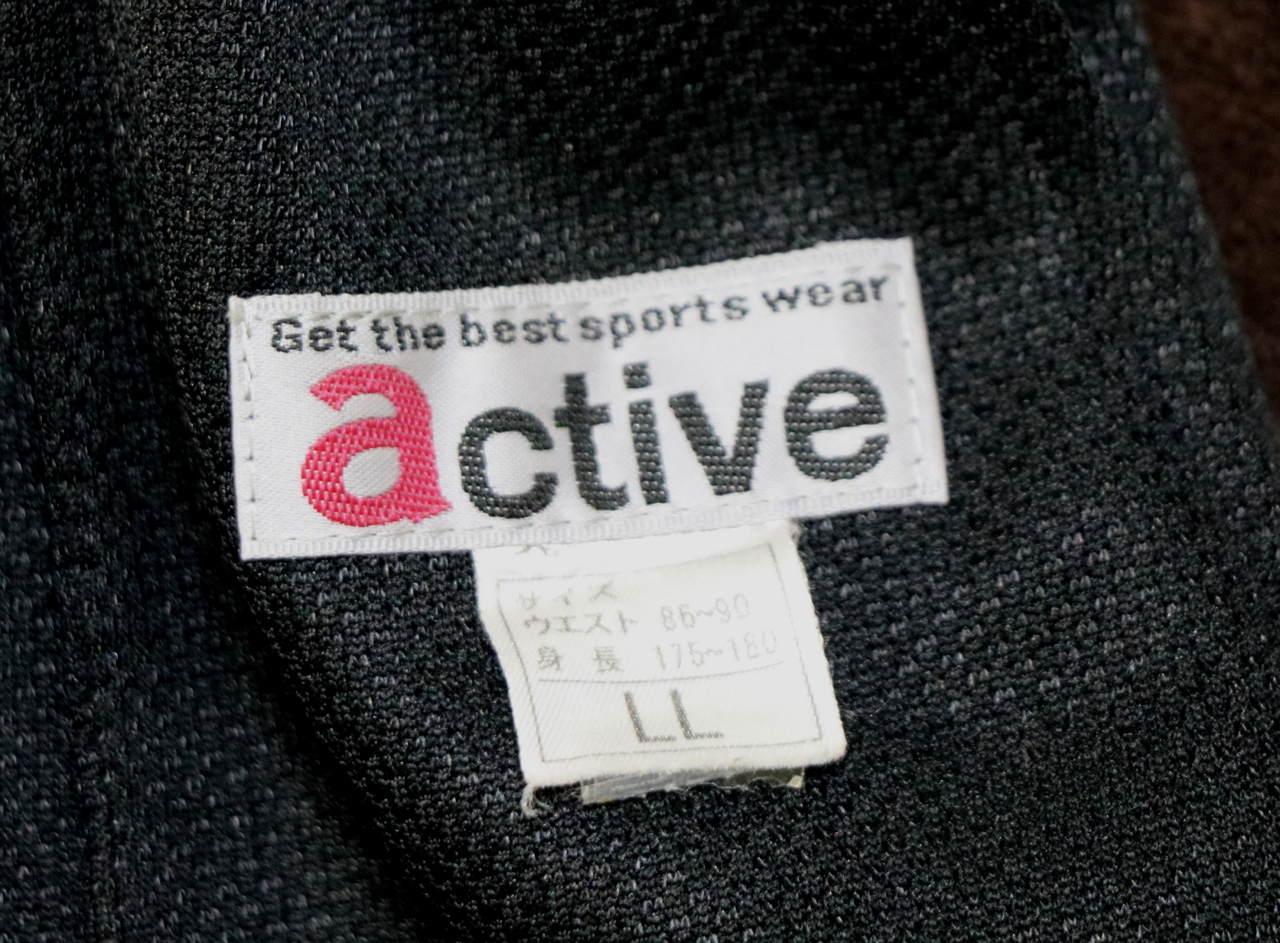 Get the best sports wear
active
サイズ
ウエスト 85~90
身 長 175~180
LL